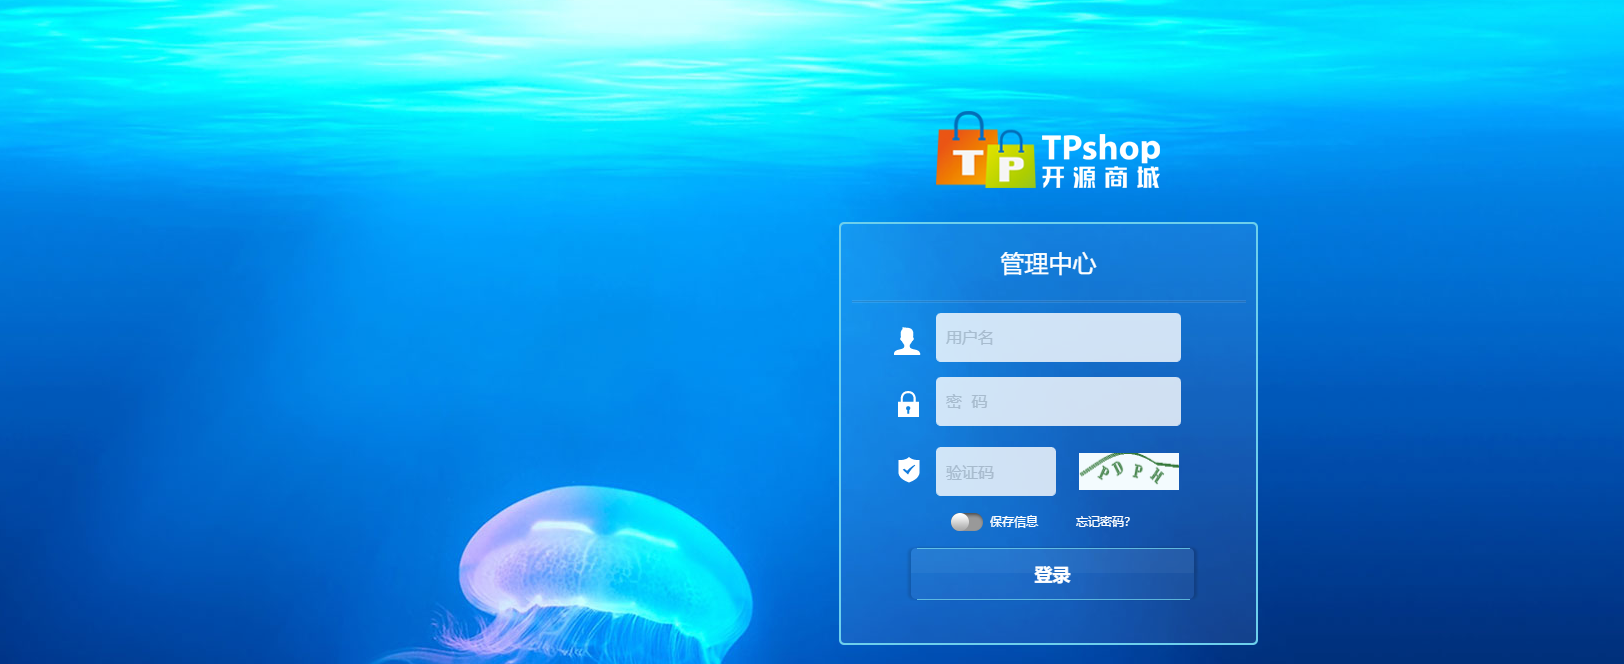 T P
TPshop
开源商城
管理中心
用户名
密 码
验证码
PDPH
保存信息
忘记密码?
登录